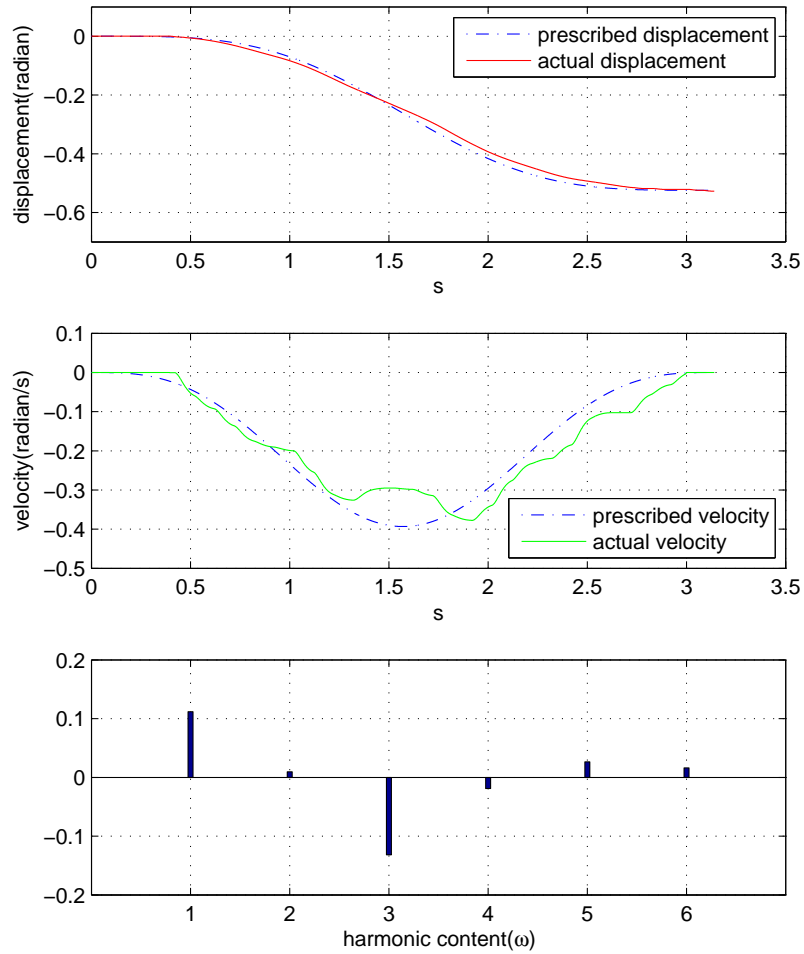 0
−0.2
−0.4
−0.6
displacement(radian)
prescribed displacement
actual displacement
0 0.5 1 1.5 2 2.5 3 3.5
s
0.1
0
−0.1
−0.2
−0.3
−0.4
−0.5
velocity(radian/s)
prescribed velocity
actual velocity
0 0.5 1 1.5 2 2.5 3 3.5
s
0.2
0.1
0
−0.1
−0.2
1 2 3 4 5 6
harmonic content(ω)